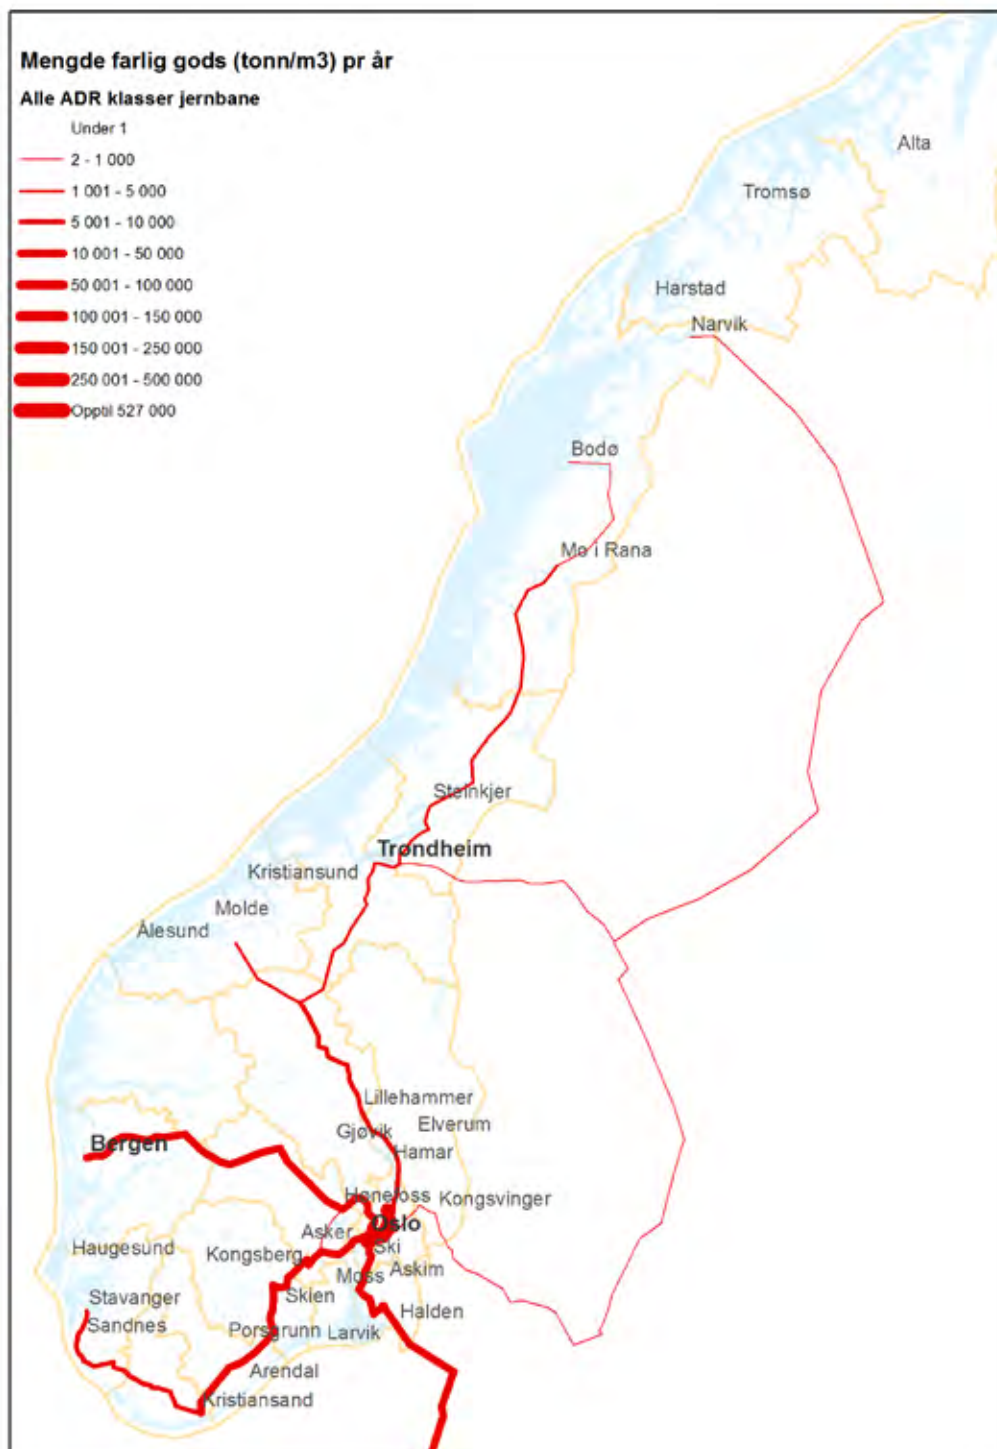 Mengde farlig gods (tonn/m3) pr år
Alle ADR klasser jernbane
Under 1
2 - 1 000
1 001 - 5 000
5 001 - 10 000
10 001 - 50 000
50 001 - 100 000
100 001 - 150 000
150 001 - 250 000
250 001 - 500 000
Opptil 527 000
Alta
Tromsø
Harstad
Narvik
Bodø
Mo i Rana
Steinkjer
Trøndheim
Kristiansund
Molde
Ålesund
Lillehammer
Elverum
Gjøvik
Bergen
Hamar
Hønefoss
Kongsvinger
Oslo
Asker
Haugesund
Kongsberg
Ski
Moss
Askim
Stavanger
Skien
Halden
Sandnes
Porsgrunn
Larvik
Arendal
Kristiansand